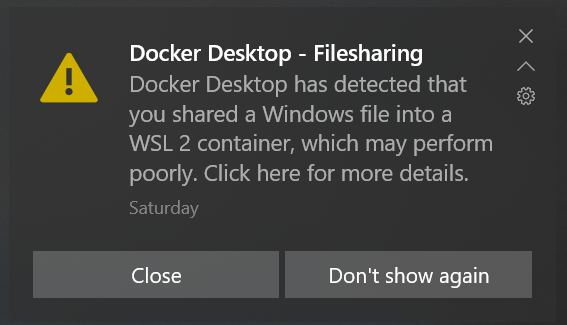 Docker Desktop - Filesharing
Docker Desktop has detected that
you shared a Windows file into a
WSL 2 container, which may perform
poorly. Click here for more details.
Saturday
Close
Don't show again